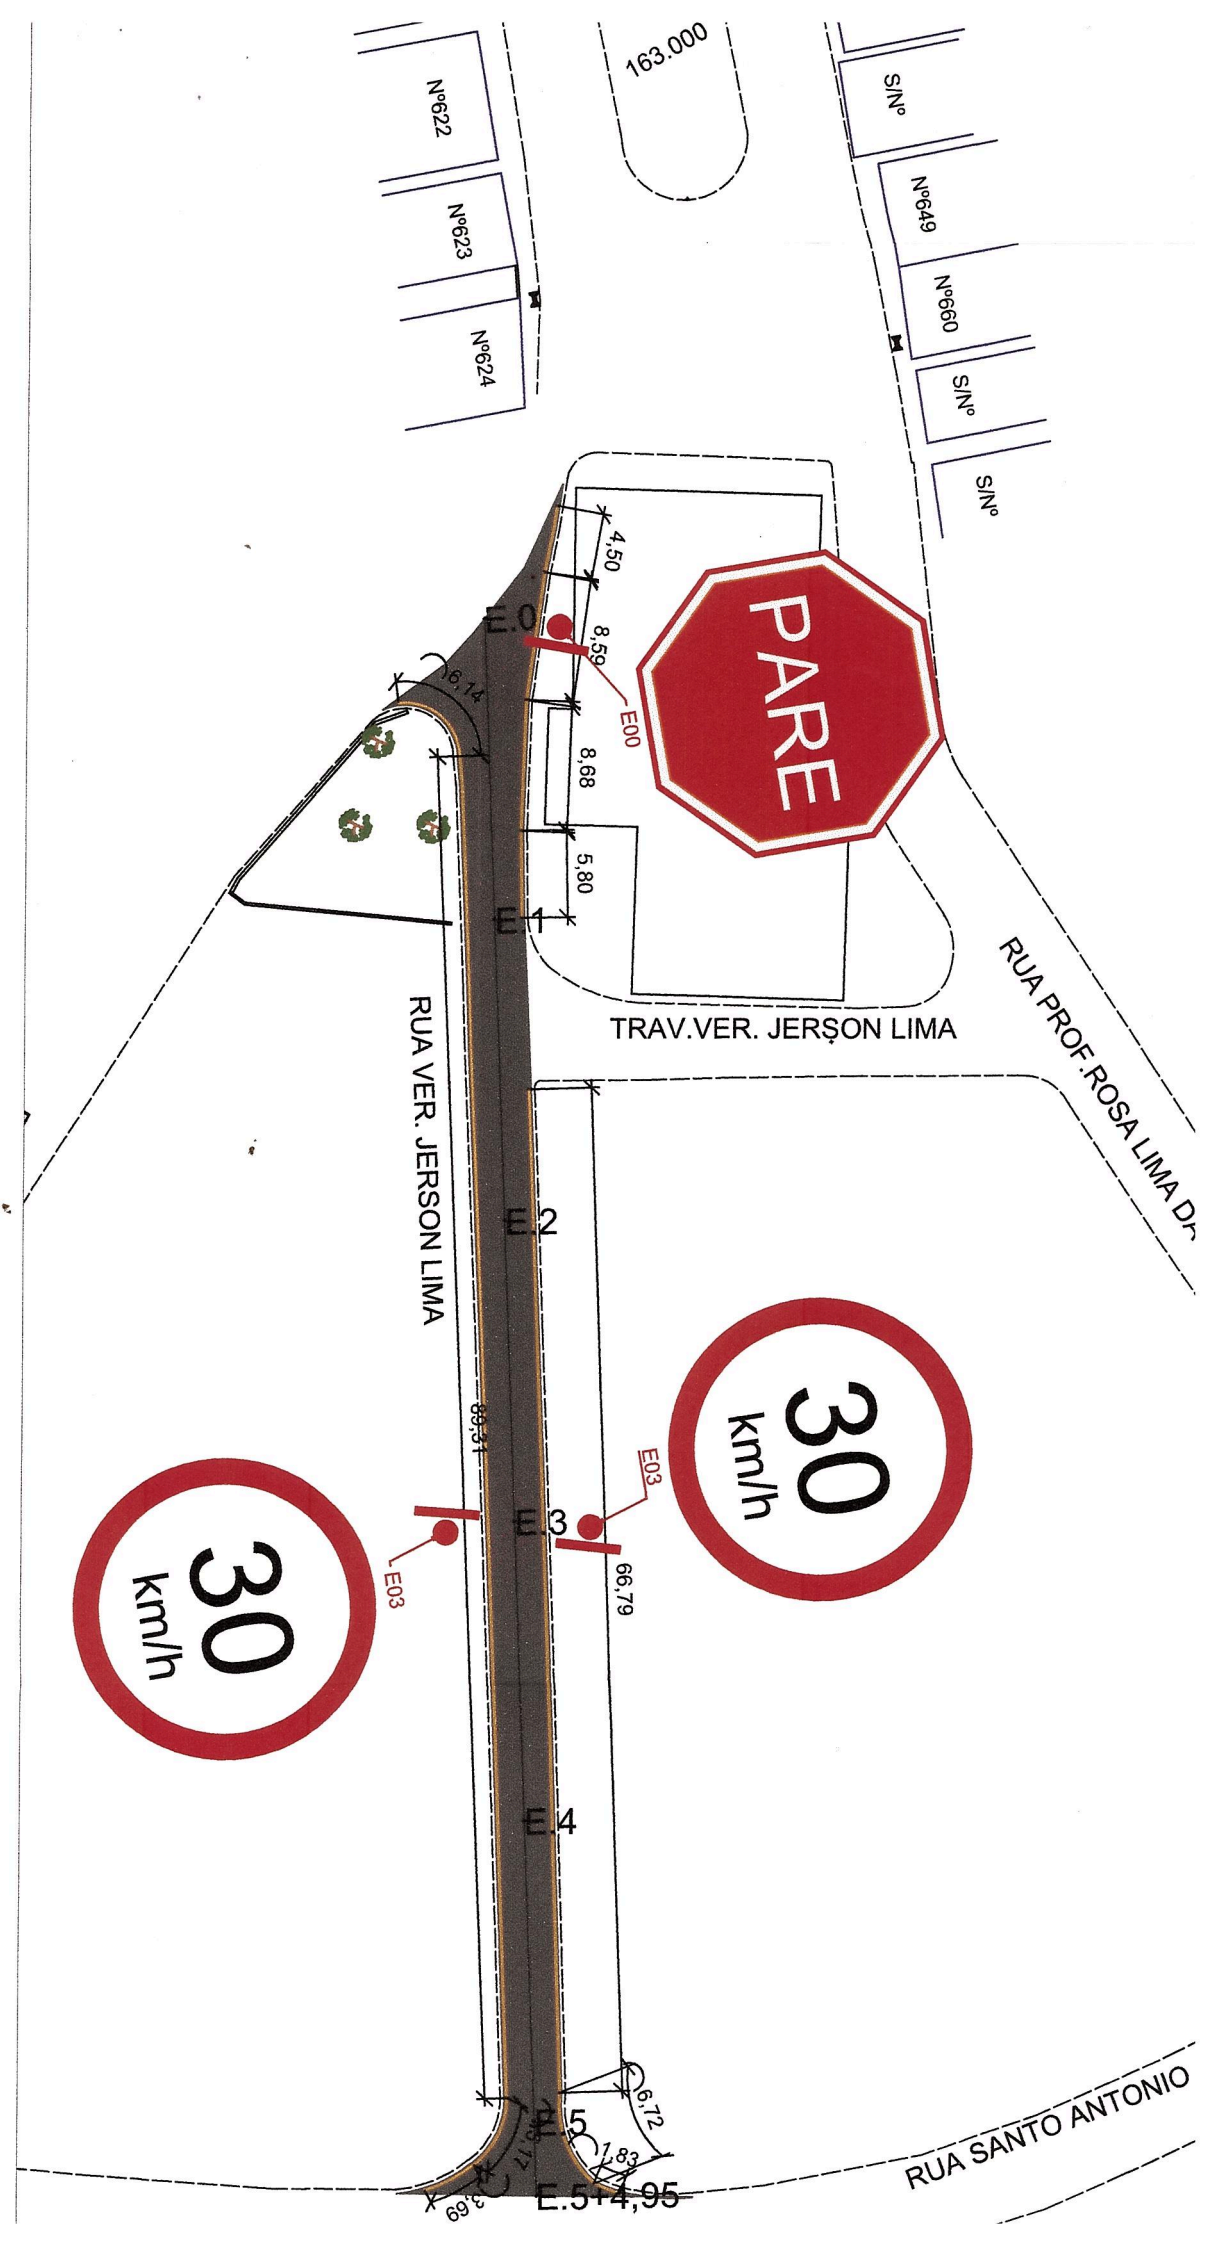 163.000
Nº622
S/Nº
Nº623
Nº649
Nº660
Nº624
S/Nº
S/Nº
4,50
E.0
8,59
E00
PARE
6,14
8,68
5,80
E.1
RUA VER. JERSON LIMA
TRAV.VER. JERSON LIMA
RUA PROF.ROSA LIMA DA
E.2
89,31
30
km/h
E03
E.3
E03
30
km/h
66,79
E.4
6,72
E.5
1,83
3,69
E.5+4,95
RUA SANTO ANTONIO